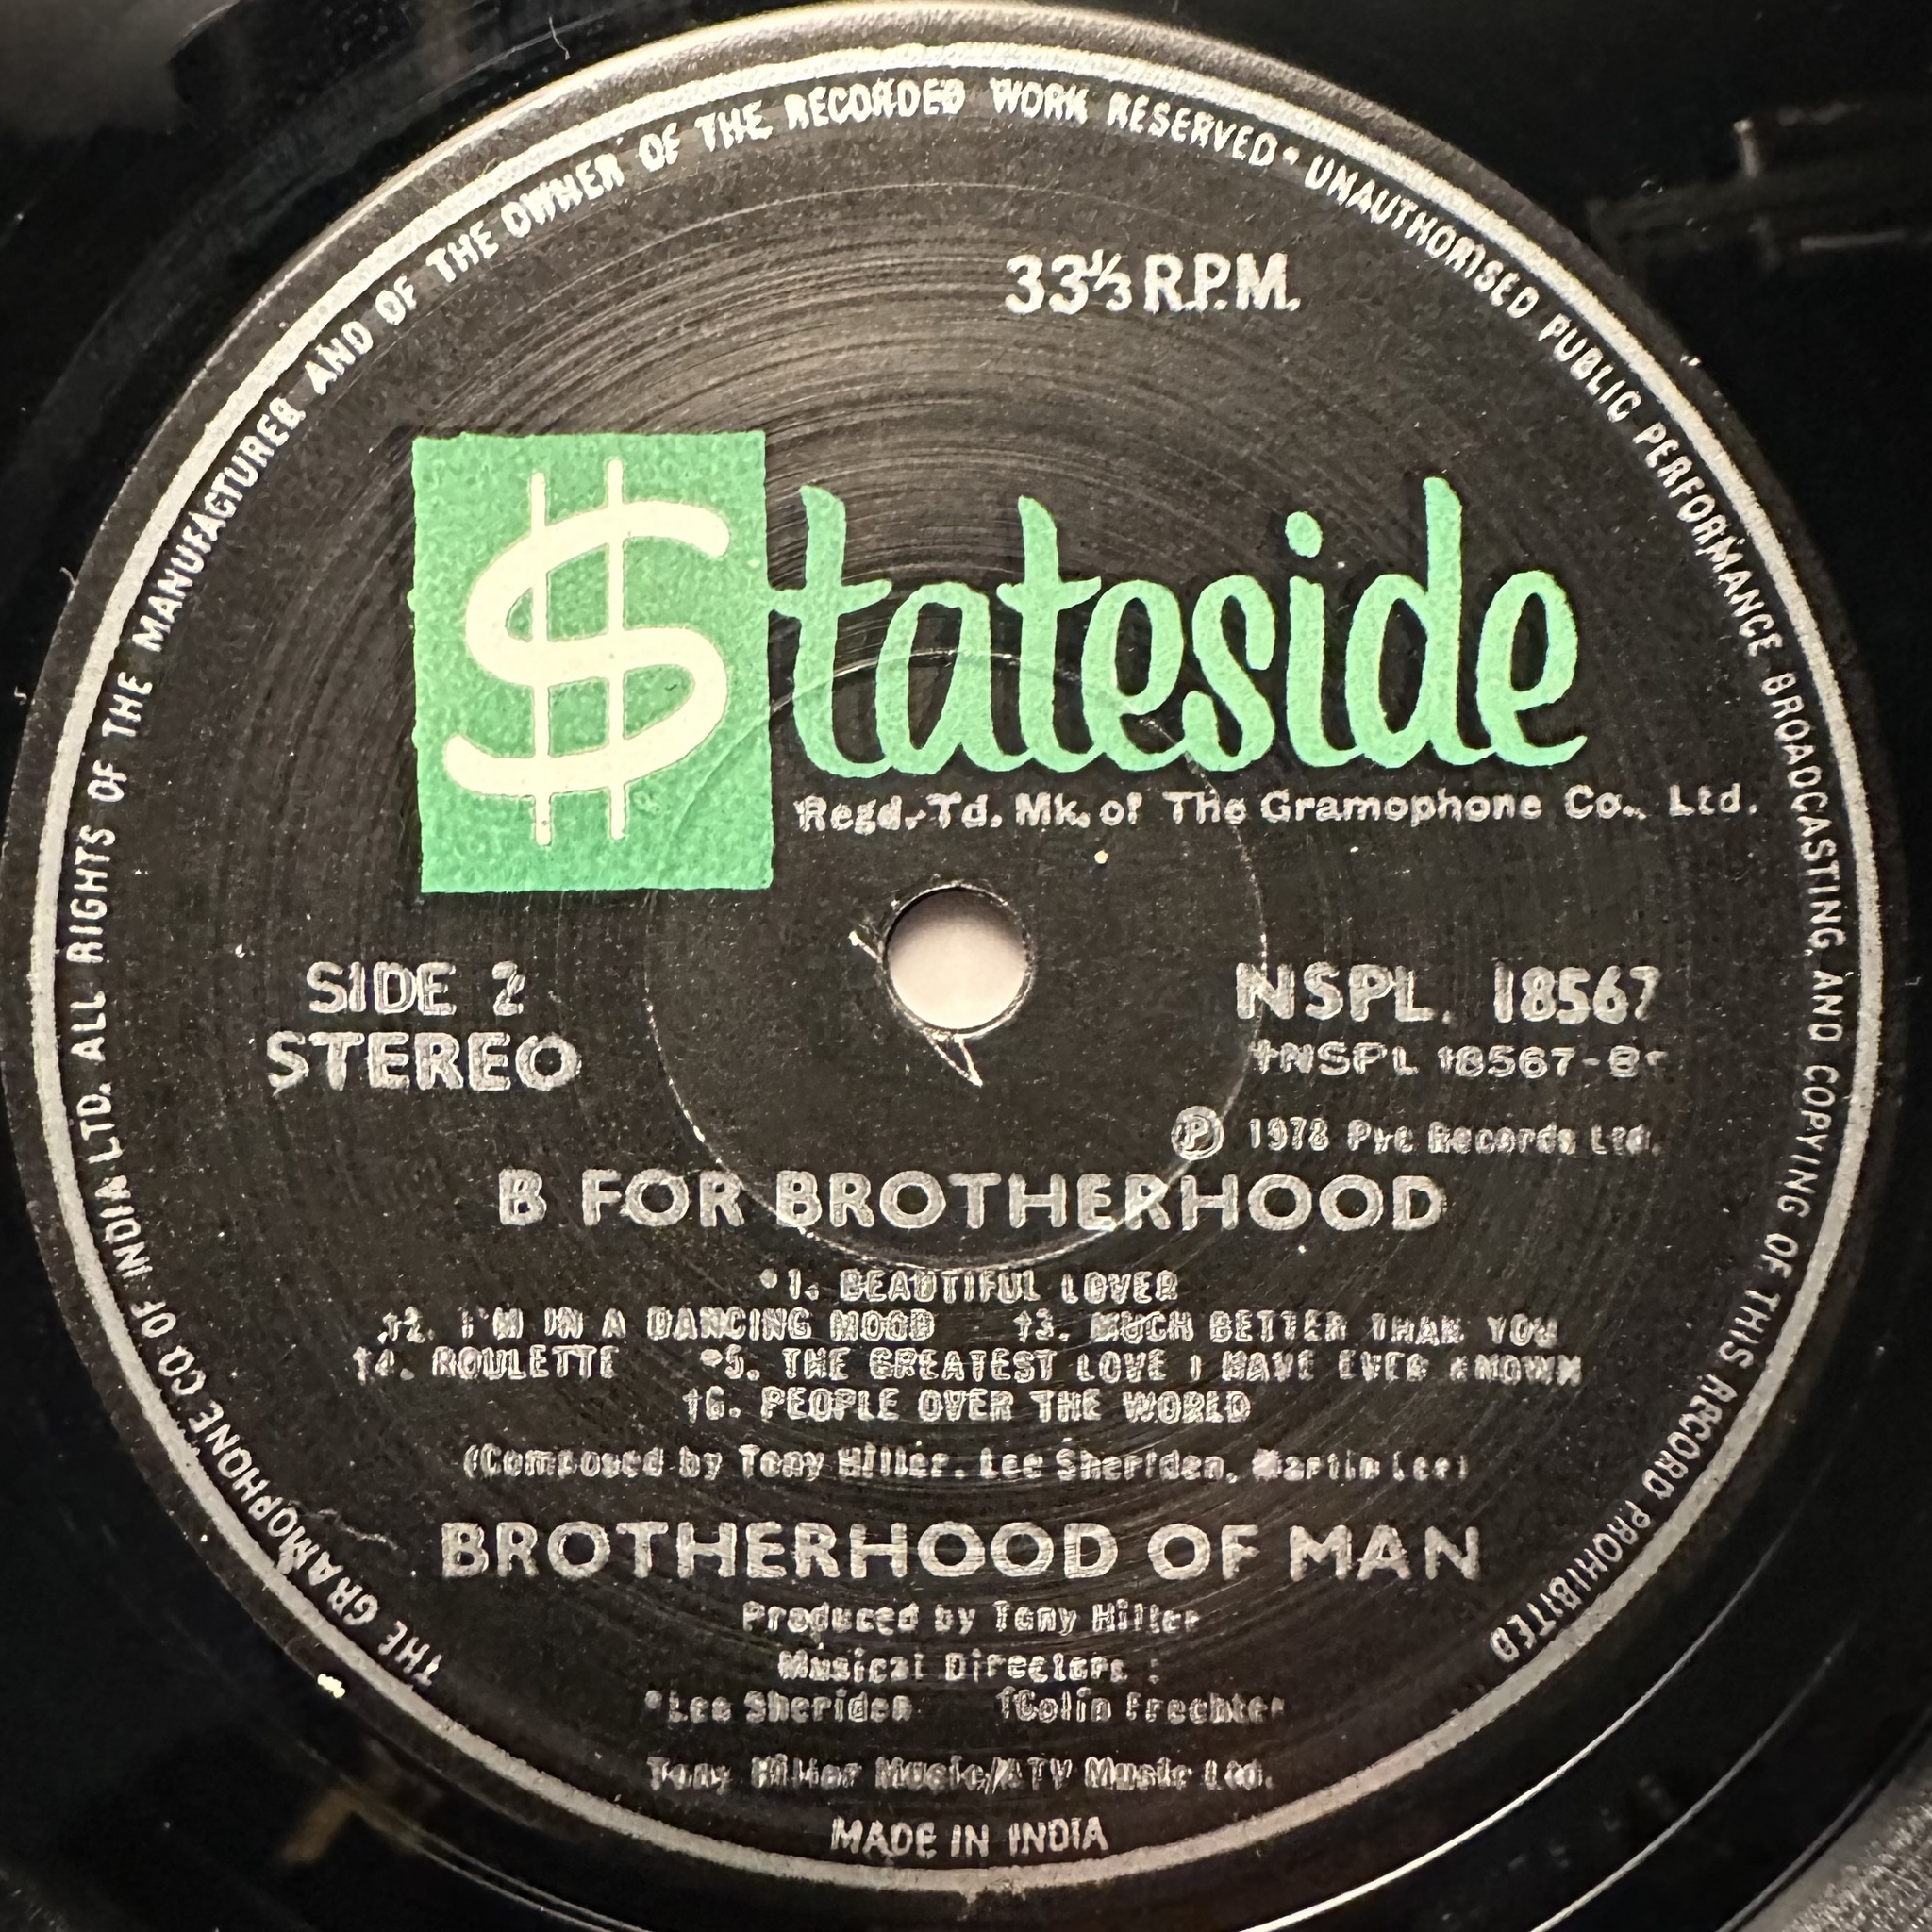 THE GRAMOPHONE CO. OF INDIA LTD. ALL RIGHTS OF THE MANUFACTURER AND OF THE OWNER OF THE RECORDED WORK RESERVED • UNAUTHORISED PUBLIC PERFORMANCE BROADCASTING, AND COPYING OF THIS RECORD PROHIBITED
33⅓ R.P.M.
$tateside
Regd. Td. Mk. of The Gramophone Co., Ltd.
SIDE 2
STEREO
NSPL. 18567
†NSPL 18567-B
℗ 1978 Pye Records Ltd.
B FOR BROTHERHOOD
*1. BEAUTIFUL LOVER
†2. I'M IN A DANCING MOOD †3. MUCH BETTER THAN YOU
†4. ROULETTE *5. THE GREATEST LOVE I HAVE EVER KNOWN
†6. PEOPLE OVER THE WORLD
(Composed by Tony Hiller, Lee Sheriden, Martin Lee)
BROTHERHOOD OF MAN
Produced by Tony Hiller
Musical Directors :
*Lee Sheriden †Colin Frechter
Tony Hiller Music/ATV Music Ltd.
MADE IN INDIA